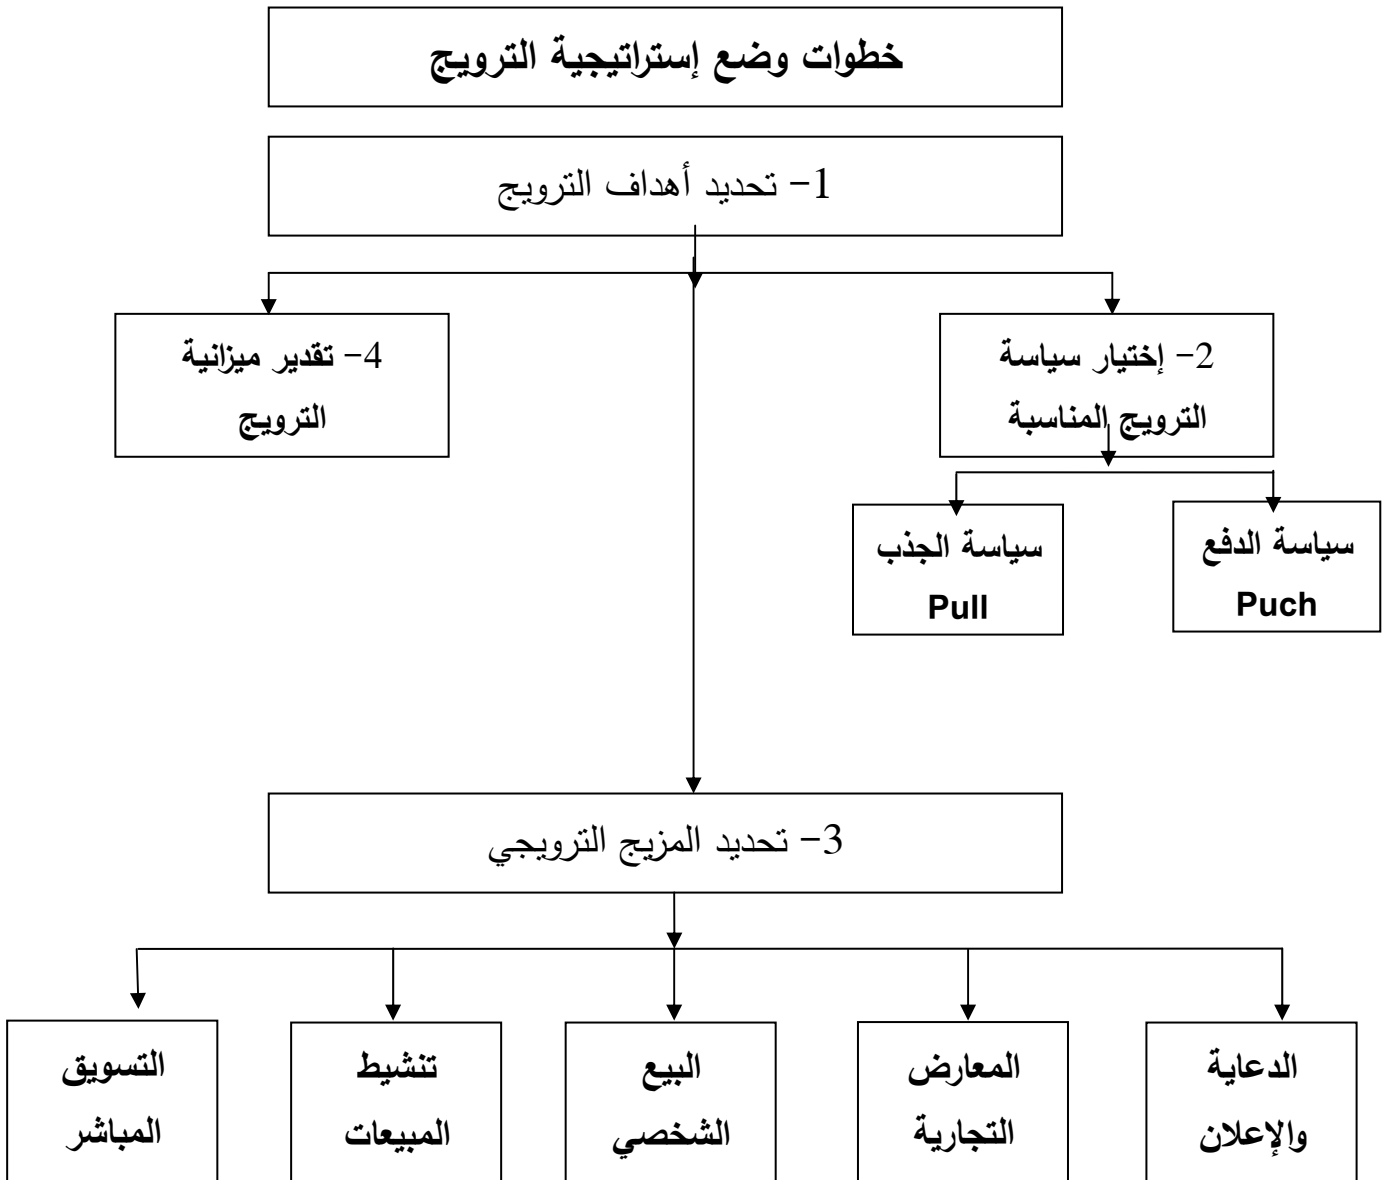 خطوات وضع إستراتيجية الترويج
1- تحديد أهداف الترويج
2- إختيار سياسة
الترويج المناسبة
4- تقدير ميزانية
الترويج
سياسة الدفع
Puch
سياسة الجذب
Pull
3- تحديد المزيج الترويجي
الدعاية
والإعلان
المعارض
التجارية
البيع
الشخصي
تنشيط
المبيعات
التسويق
المباشر